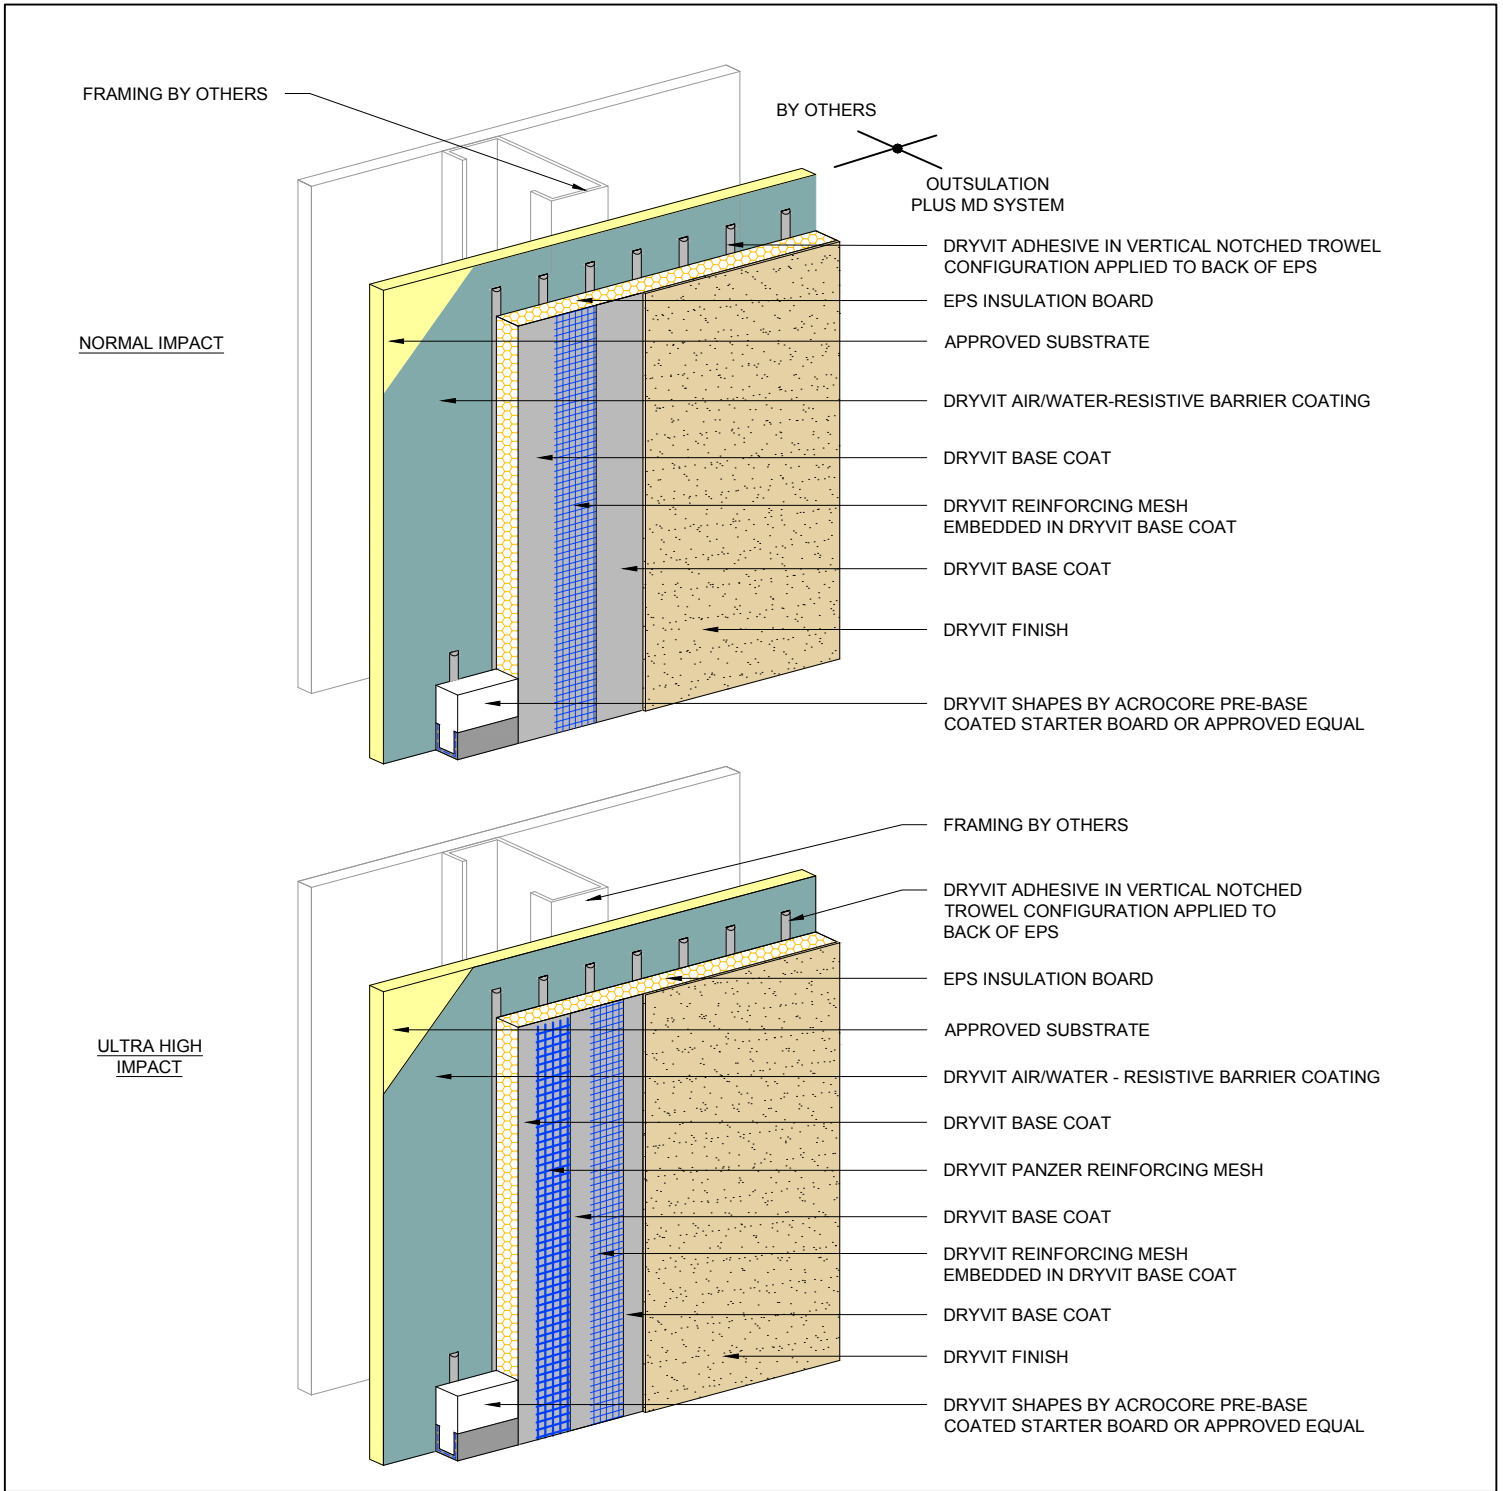 FRAMING BY OTHERS
BY OTHERS
OUTSULATION
PLUS MD SYSTEM
NORMAL IMPACT
DRYVIT ADHESIVE IN VERTICAL NOTCHED TROWEL
CONFIGURATION APPLIED TO BACK OF EPS
EPS INSULATION BOARD
APPROVED SUBSTRATE
DRYVIT AIR/WATER-RESISTIVE BARRIER COATING
DRYVIT BASE COAT
DRYVIT REINFORCING MESH
EMBEDDED IN DRYVIT BASE COAT
DRYVIT BASE COAT
DRYVIT FINISH
DRYVIT SHAPES BY ACROCORE PRE-BASE
COATED STARTER BOARD OR APPROVED EQUAL
ULTRA HIGH
IMPACT
FRAMING BY OTHERS
DRYVIT ADHESIVE IN VERTICAL NOTCHED
TROWEL CONFIGURATION APPLIED TO
BACK OF EPS
EPS INSULATION BOARD
APPROVED SUBSTRATE
DRYVIT AIR/WATER - RESISTIVE BARRIER COATING
DRYVIT BASE COAT
DRYVIT PANZER REINFORCING MESH
DRYVIT BASE COAT
DRYVIT REINFORCING MESH
EMBEDDED IN DRYVIT BASE COAT
DRYVIT BASE COAT
DRYVIT FINISH
DRYVIT SHAPES BY ACROCORE PRE-BASE
COATED STARTER BOARD OR APPROVED EQUAL